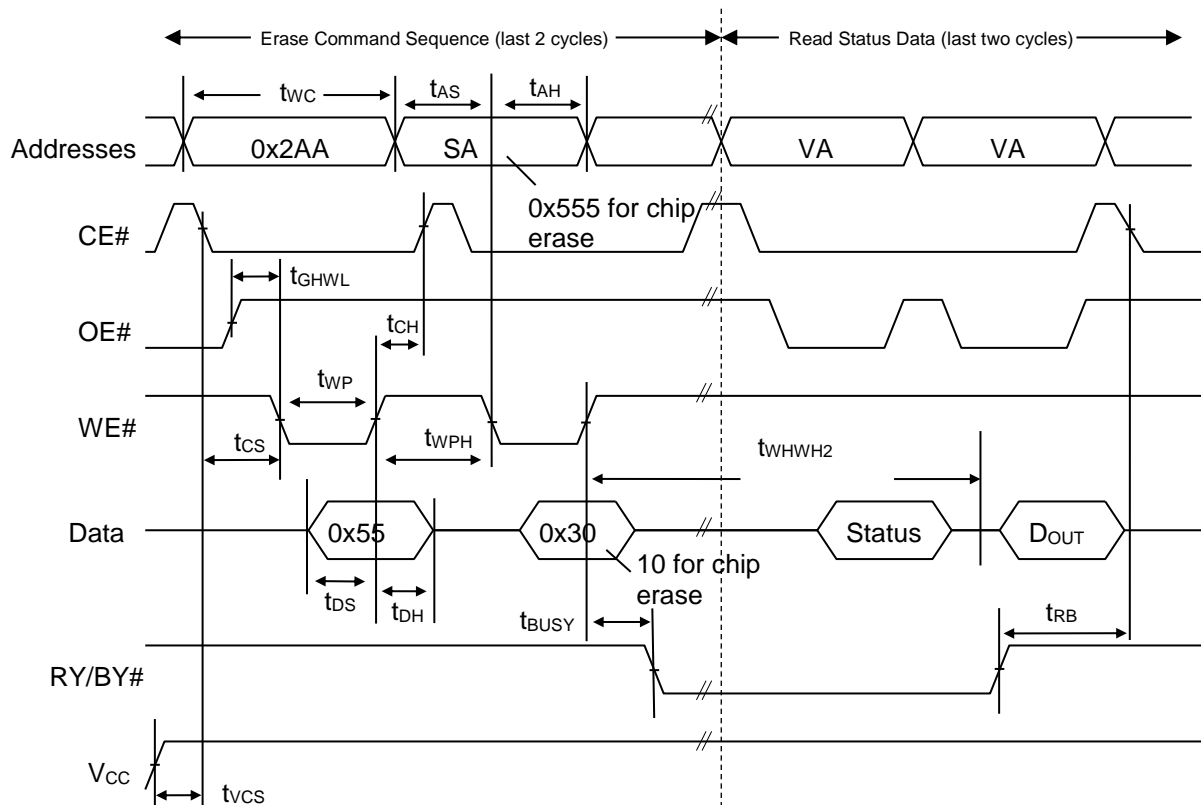 Erase Command Sequence (last 2 cycles)
Read Status Data (last two cycles)
tWC
tAS
tAH
Addresses
0x2AA
SA
VA
VA
0x555 for chip
erase
CE#
tGHWL
OE#
tCH
tWP
WE#
tCS
tWPH
tWHWH2
Data
0x55
0x30
Status
DOUT
10 for chip
erase
tDS
tDH
tBUSY
tRB
RY/BY#
VCC
tVCS